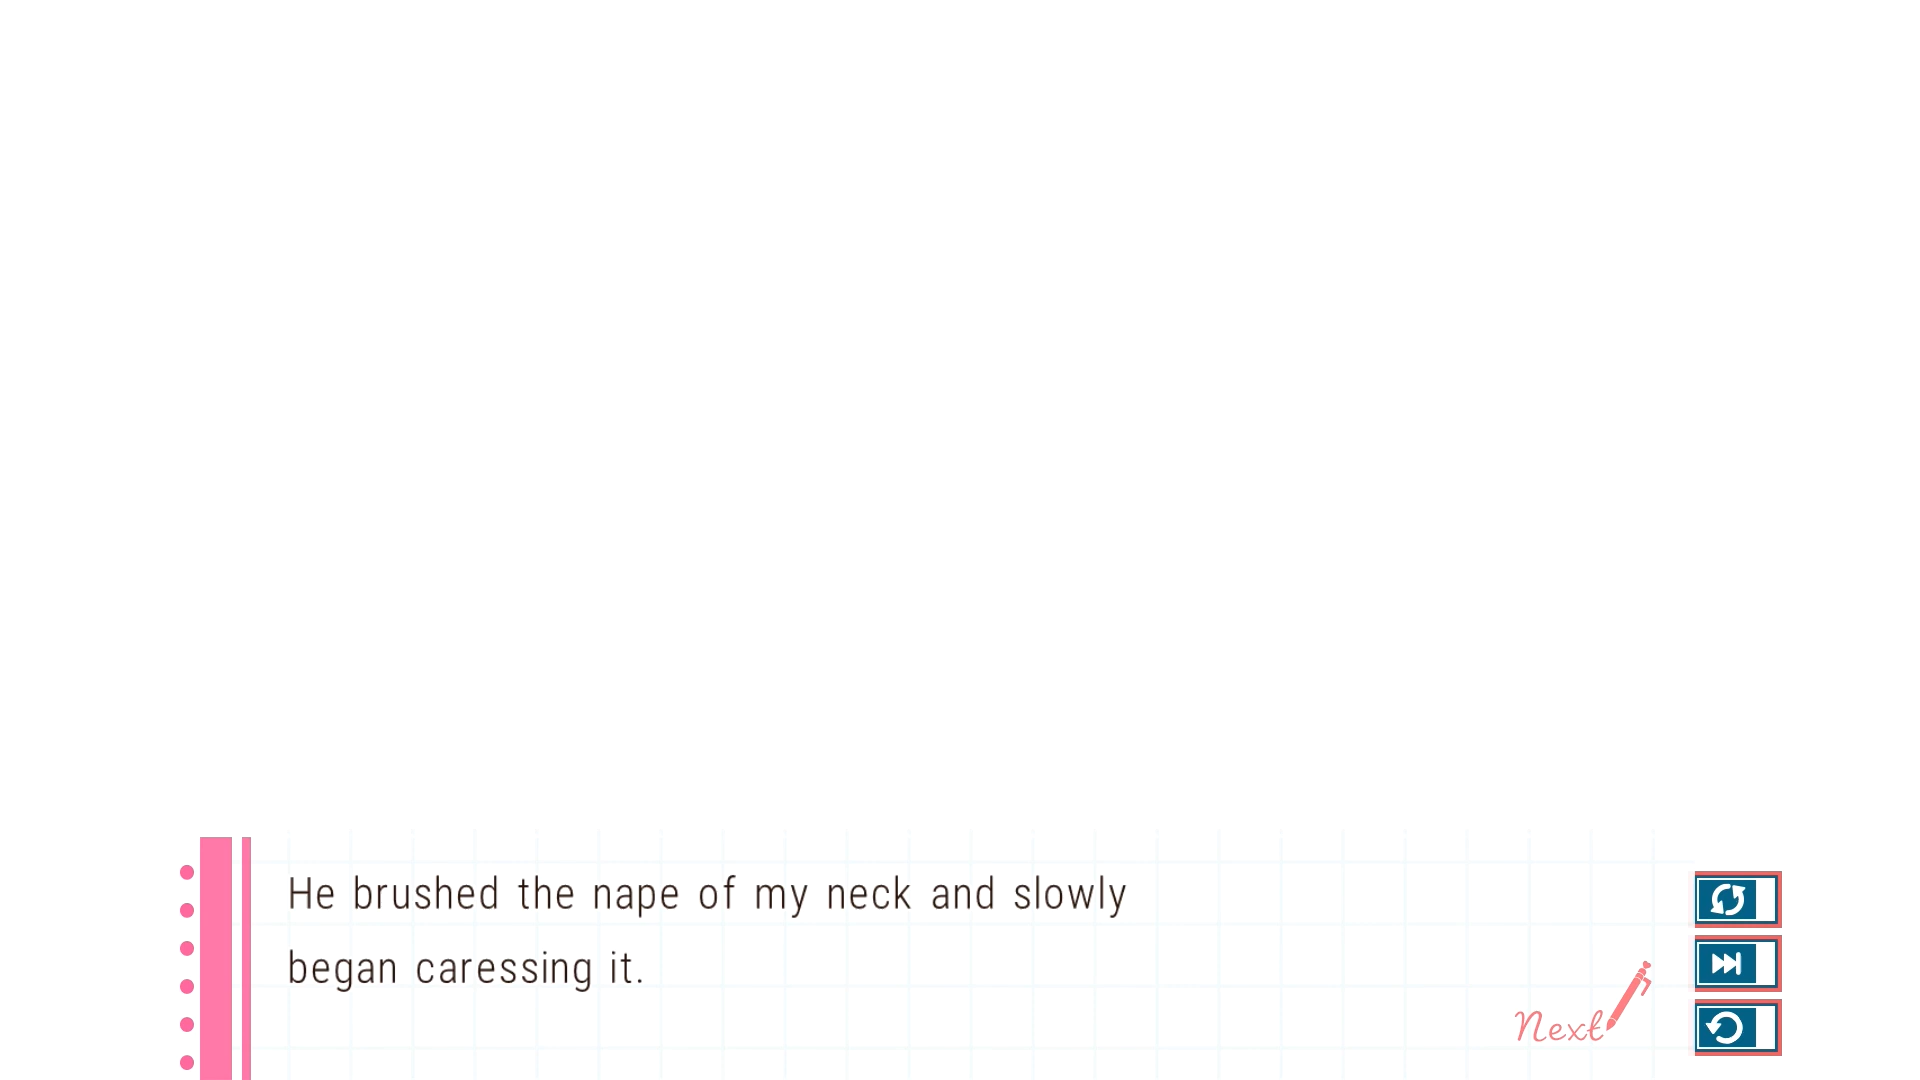 He brushed the nape of my neck and slowly
began caressing it.
Next